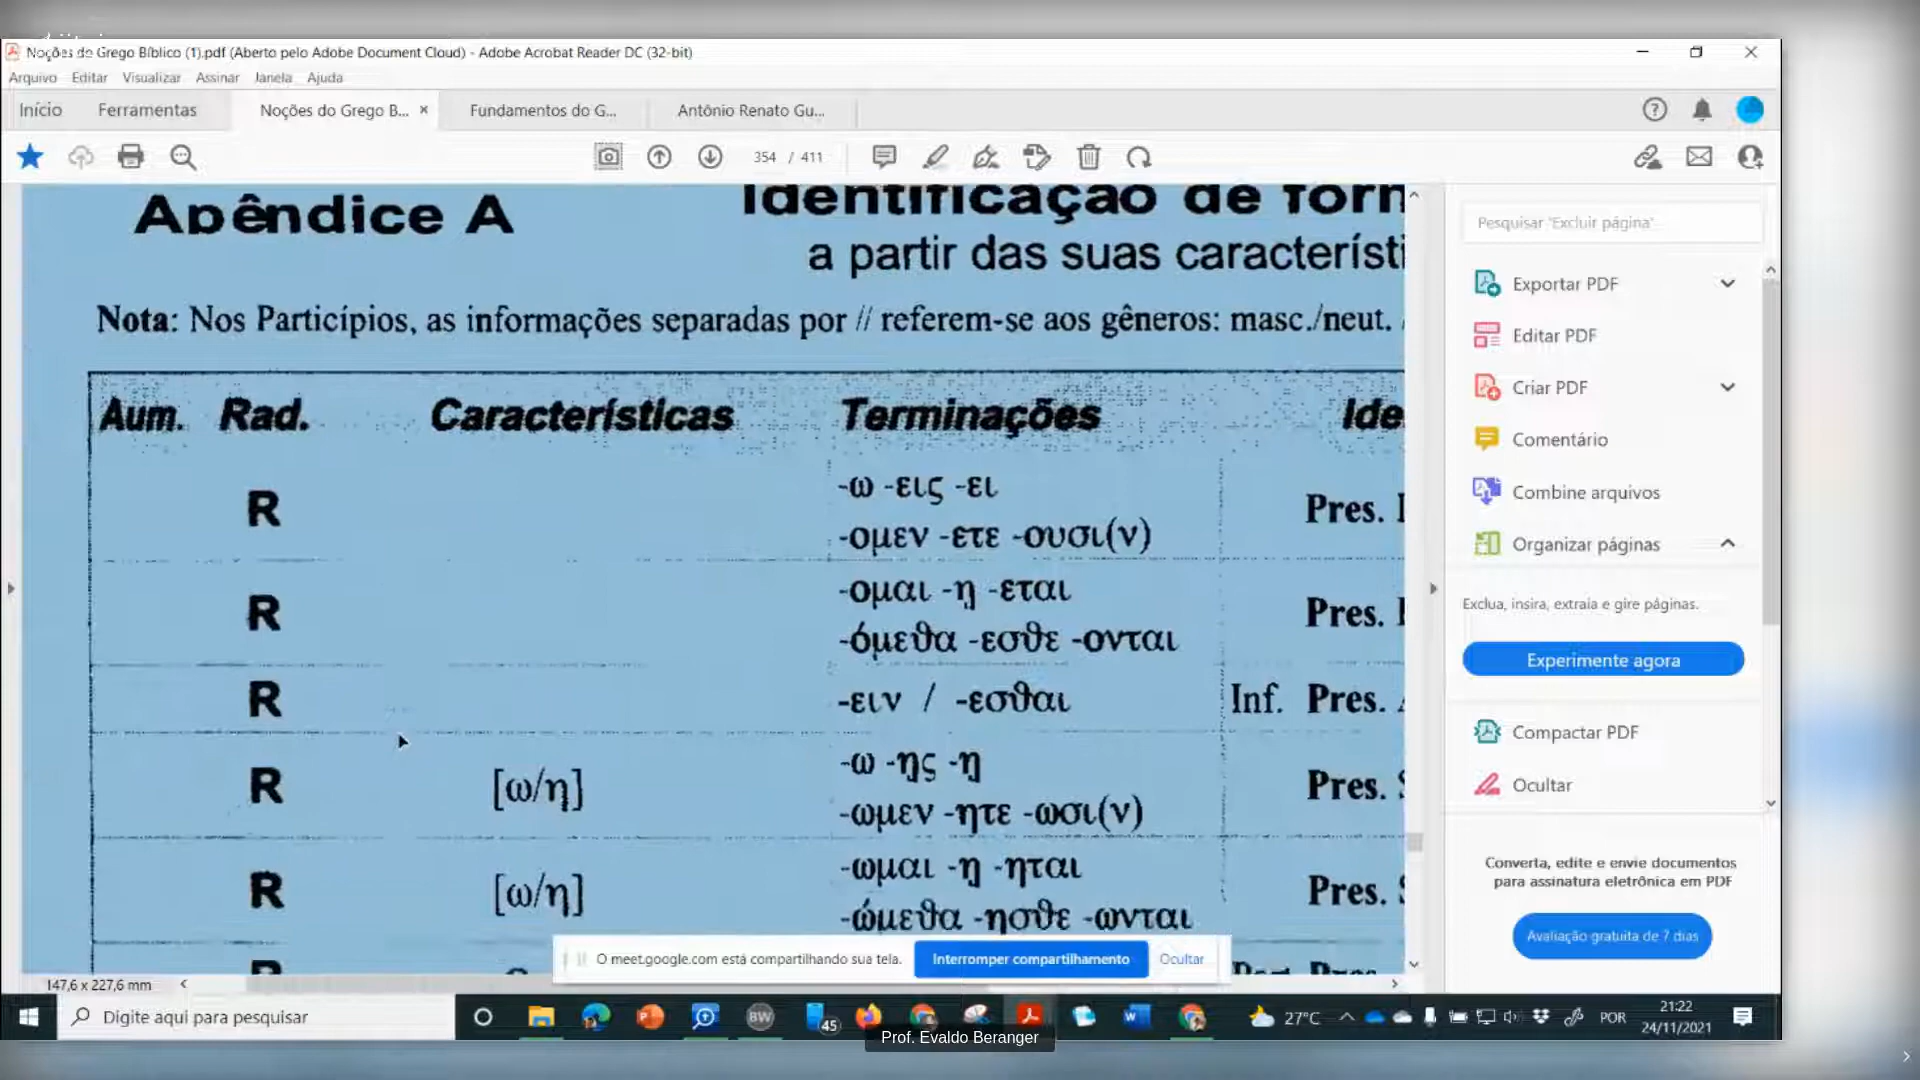 Noções do Grego Bíblico (1).pdf (Aberto pelo Adobe Document Cloud) - Adobe Acrobat Reader DC (32-bit)
Arquivo Editar Visualizar Assinar Janela Ajuda
Início Ferramentas Noções do Grego B... × Fundamentos do G... Antônio Renato Gu...
354 / 411
Apêndice A
Identificação de form
a partir das suas característi
Nota: Nos Particípios, as informações separadas por // referem-se aos gêneros: masc./neut.
Aum. Rad. Características Terminações Ide
R -ω -εις -ει Pres. I
-ομεν -ετε -ουσι(ν)
R -ομαι -ῃ -εται Pres.
-όμεθα -εσθε -ονται
R -ειν / -εσθαι Inf. Pres. A
R [ω/η] -ω -ῃς -ῃ Pres. S
-ωμεν -ητε -ωσι(ν)
R [ω/η] -ωμαι -ῃ -ηται Pres. S
-ώμεθα -ησθε -ωνται
R
Pesquisar "Excluir página"
Exportar PDF
Editar PDF
Criar PDF
Comentário
Combine arquivos
Organizar páginas
Exclua, insira, extraia e gire páginas.
Experimente agora
Compactar PDF
Ocultar
Converta, edite e envie documentos
para assinatura eletrônica em PDF
Avaliação gratuita de 7 dias
O meet.google.com está compartilhando sua tela. Interromper compartilhamento Ocultar
147,6 x 227,6 mm
Digite aqui para pesquisar
BW
45
27°C
POR
21:22
24/11/2021
Prof. Evaldo Beranger